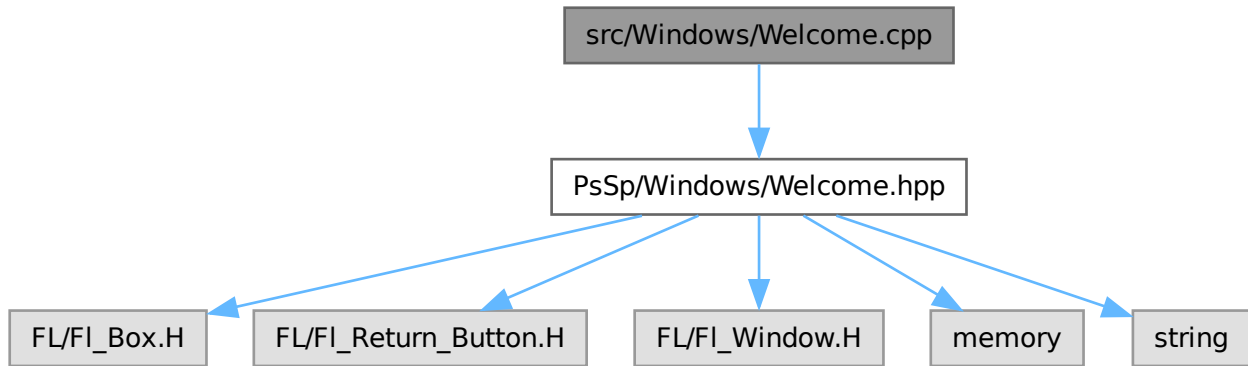 src/Windows/Welcome.cpp
PsSp/Windows/Welcome.hpp
FL/Fl_Box.H
FL/Fl_Return_Button.H
FL/Fl_Window.H
memory
string